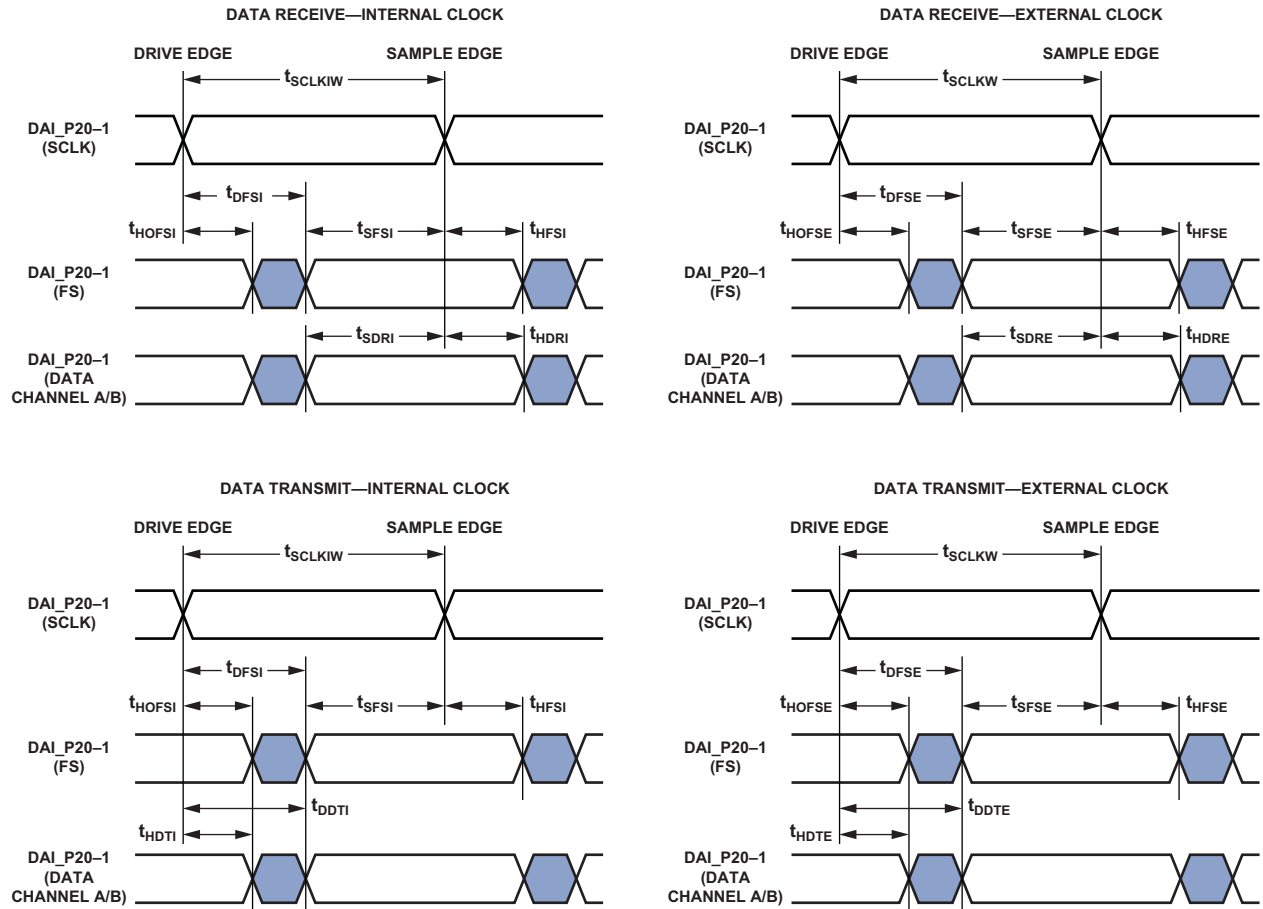 DATA RECEIVE—INTERNAL CLOCK
DRIVE EDGE SAMPLE EDGE
tSCLKIW
DAI_P20–1
(SCLK)
tDFSI
tHOFSI tSFSI tHFSI
DAI_P20–1
(FS)
tSDRI tHDRI
DAI_P20–1
(DATA
CHANNEL A/B)
DATA RECEIVE—EXTERNAL CLOCK
DRIVE EDGE SAMPLE EDGE
tSCLKW
DAI_P20–1
(SCLK)
tDFSE
tHOFSE tSFSE tHFSE
DAI_P20–1
(FS)
tSDRE tHDRE
DAI_P20–1
(DATA
CHANNEL A/B)
DATA TRANSMIT—INTERNAL CLOCK
DRIVE EDGE SAMPLE EDGE
tSCLKIW
DAI_P20–1
(SCLK)
tDFSI
tHOFSI tSFSI tHFSI
DAI_P20–1
(FS)
tDDTI
tHDTI
DAI_P20–1
(DATA
CHANNEL A/B)
DATA TRANSMIT—EXTERNAL CLOCK
DRIVE EDGE SAMPLE EDGE
tSCLKW
DAI_P20–1
(SCLK)
tDFSE
tHOFSE tSFSE tHFSE
DAI_P20–1
(FS)
tDDTE
tHDTE
DAI_P20–1
(DATA
CHANNEL A/B)